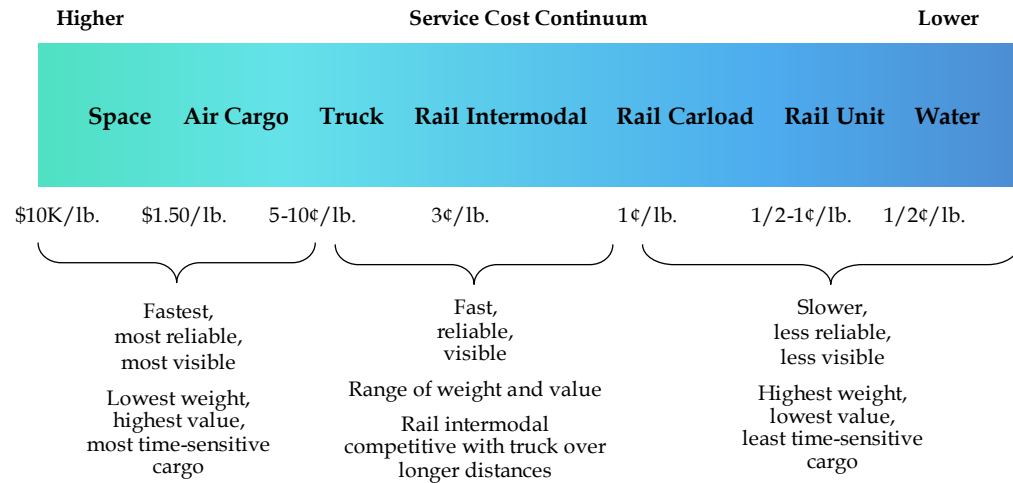 Higher Service Cost Continuum Lower
Space Air Cargo Truck Rail Intermodal Rail Carload Rail Unit Water
$10K/lb. $1.50/lb. 5-10¢/lb. 3¢/lb. 1¢/lb. 1/2-1¢/lb. 1/2¢/lb.
Fastest,
most reliable,
most visible
Lowest weight,
highest value,
most time-sensitive
cargo
Fast,
reliable,
visible
Range of weight and value
Rail intermodal
competitive with truck over
longer distances
Slower,
less reliable,
less visible
Highest weight,
lowest value,
least time-sensitive
cargo